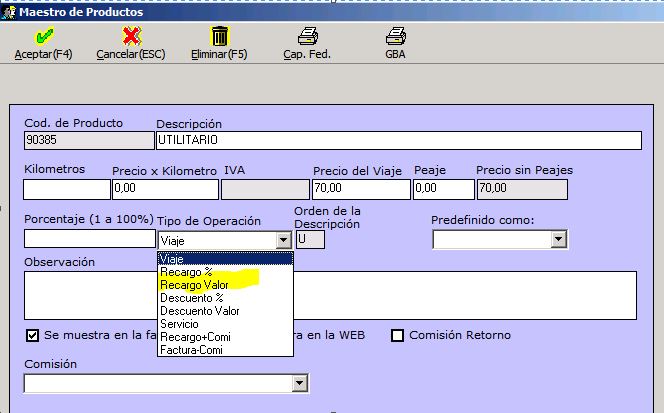 Maestro de Productos
Aceptar(F4) Cancelar(ESC) Eliminar(F5) Cap. Fed. GBA
Cod. de Producto Descripción
90385 UTILITARIO
Kilometros Precio x Kilometro IVA Precio del Viaje Peaje Precio sin Peajes
0,00 70,00 0,00 70,00
Porcentaje (1 a 100%) Tipo de Operación Orden de la Descripción Predefinido como:
Viaje U
Viaje
Recargo %
Observación
Recargo Valor
Descuento %
Descuento Valor
Servicio
Se muestra en la fa ra en la WEB Comisión Retorno
Recargo+Comi
Factura-Comi
Comisión